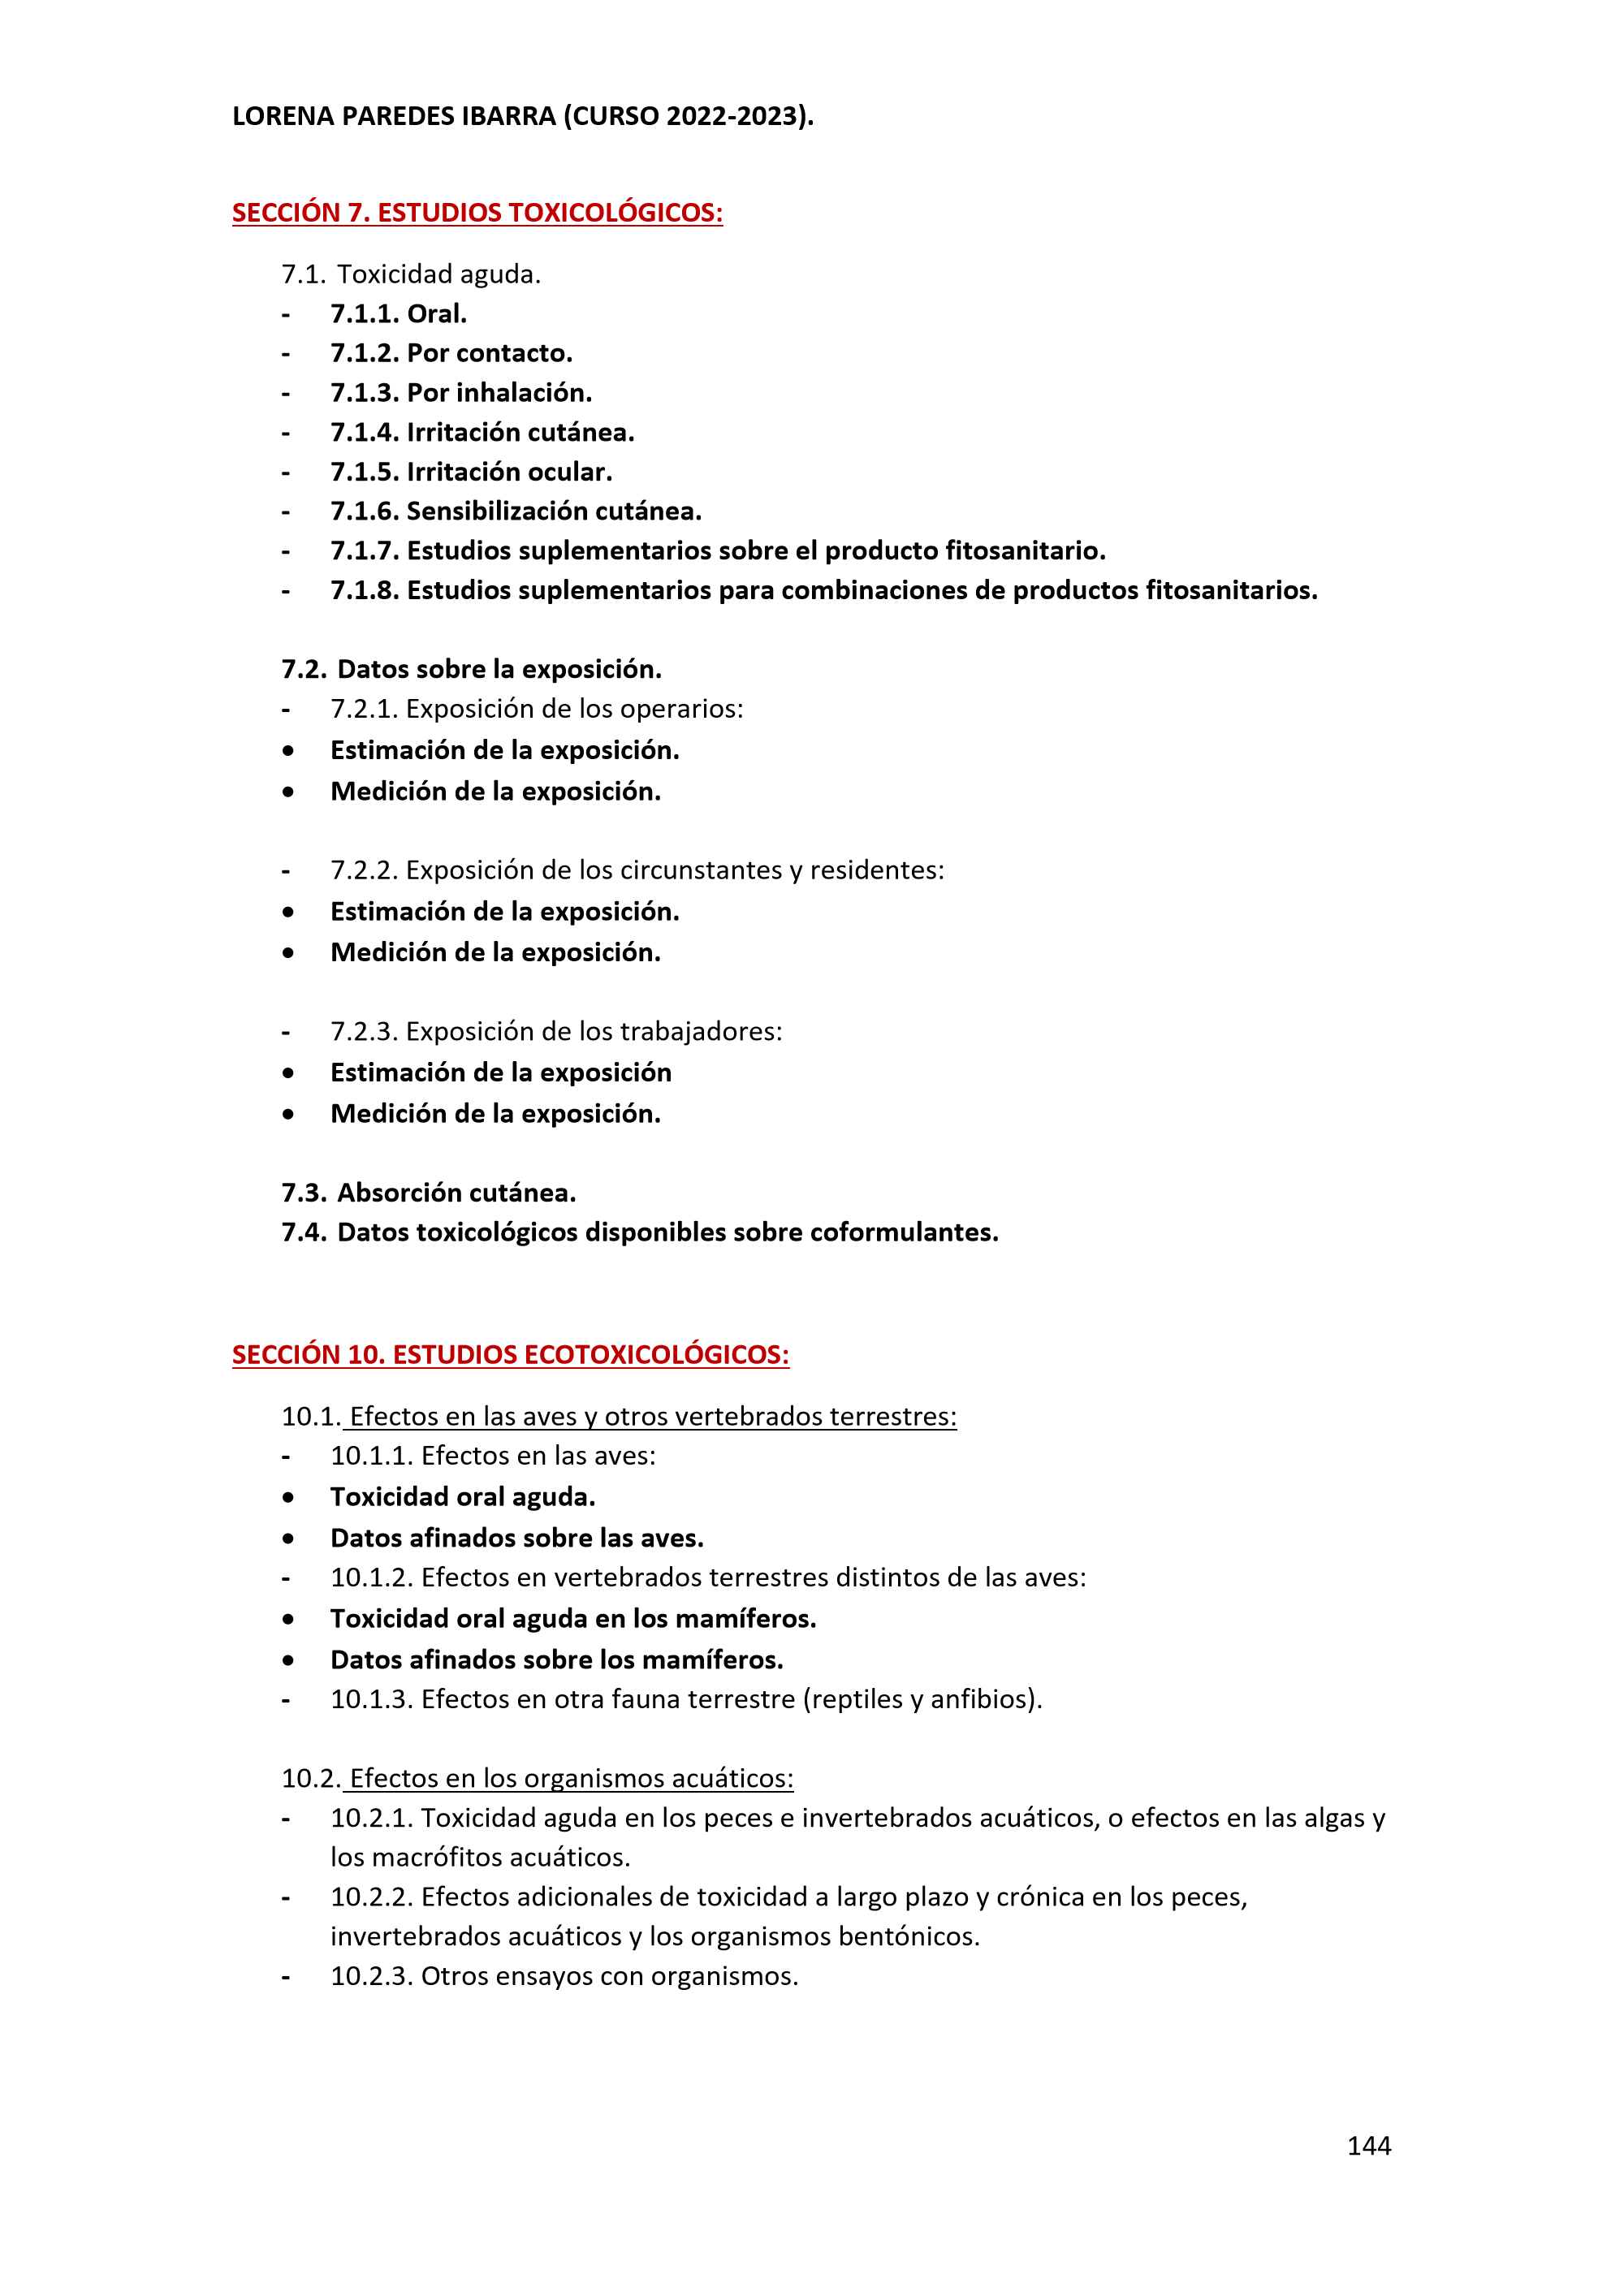 LORENA PAREDES IBARRA (CURSO 2022-2023).
SECCIÓN 7. ESTUDIOS TOXICOLÓGICOS:
7.1. Toxicidad aguda.
- 7.1.1. Oral.
- 7.1.2. Por contacto.
- 7.1.3. Por inhalación.
- 7.1.4. Irritación cutánea.
- 7.1.5. Irritación ocular.
- 7.1.6. Sensibilización cutánea.
- 7.1.7. Estudios suplementarios sobre el producto fitosanitario.
- 7.1.8. Estudios suplementarios para combinaciones de productos fitosanitarios.
7.2. Datos sobre la exposición.
- 7.2.1. Exposición de los operarios:
• Estimación de la exposición.
• Medición de la exposición.
- 7.2.2. Exposición de los circunstantes y residentes:
• Estimación de la exposición.
• Medición de la exposición.
- 7.2.3. Exposición de los trabajadores:
• Estimación de la exposición
• Medición de la exposición.
7.3. Absorción cutánea.
7.4. Datos toxicológicos disponibles sobre coformulantes.
SECCIÓN 10. ESTUDIOS ECOTOXICOLÓGICOS:
10.1. Efectos en las aves y otros vertebrados terrestres:
- 10.1.1. Efectos en las aves:
• Toxicidad oral aguda.
• Datos afinados sobre las aves.
- 10.1.2. Efectos en vertebrados terrestres distintos de las aves:
• Toxicidad oral aguda en los mamíferos.
• Datos afinados sobre los mamíferos.
- 10.1.3. Efectos en otra fauna terrestre (reptiles y anfibios).
10.2. Efectos en los organismos acuáticos:
- 10.2.1. Toxicidad aguda en los peces e invertebrados acuáticos, o efectos en las algas y
los macrófitos acuáticos.
- 10.2.2. Efectos adicionales de toxicidad a largo plazo y crónica en los peces,
invertebrados acuáticos y los organismos bentónicos.
- 10.2.3. Otros ensayos con organismos.
144